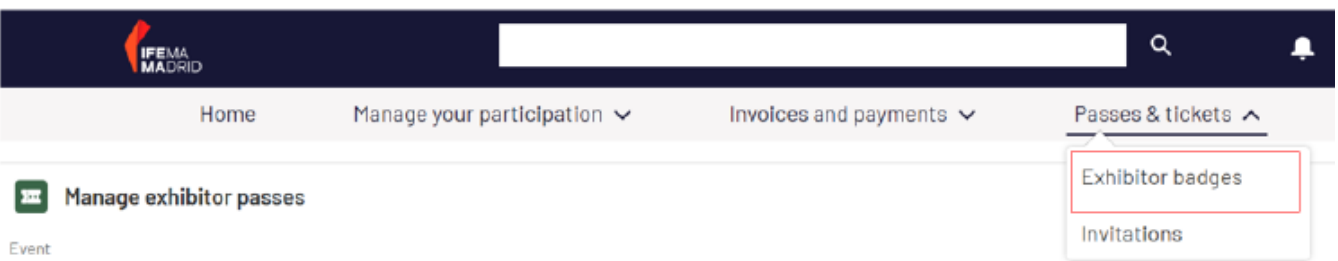 IFEMA
MADRID
Home Manage your participation Invoices and payments Passes & tickets
Exhibitor badges
Manage exhibitor passes
Invitations
Event